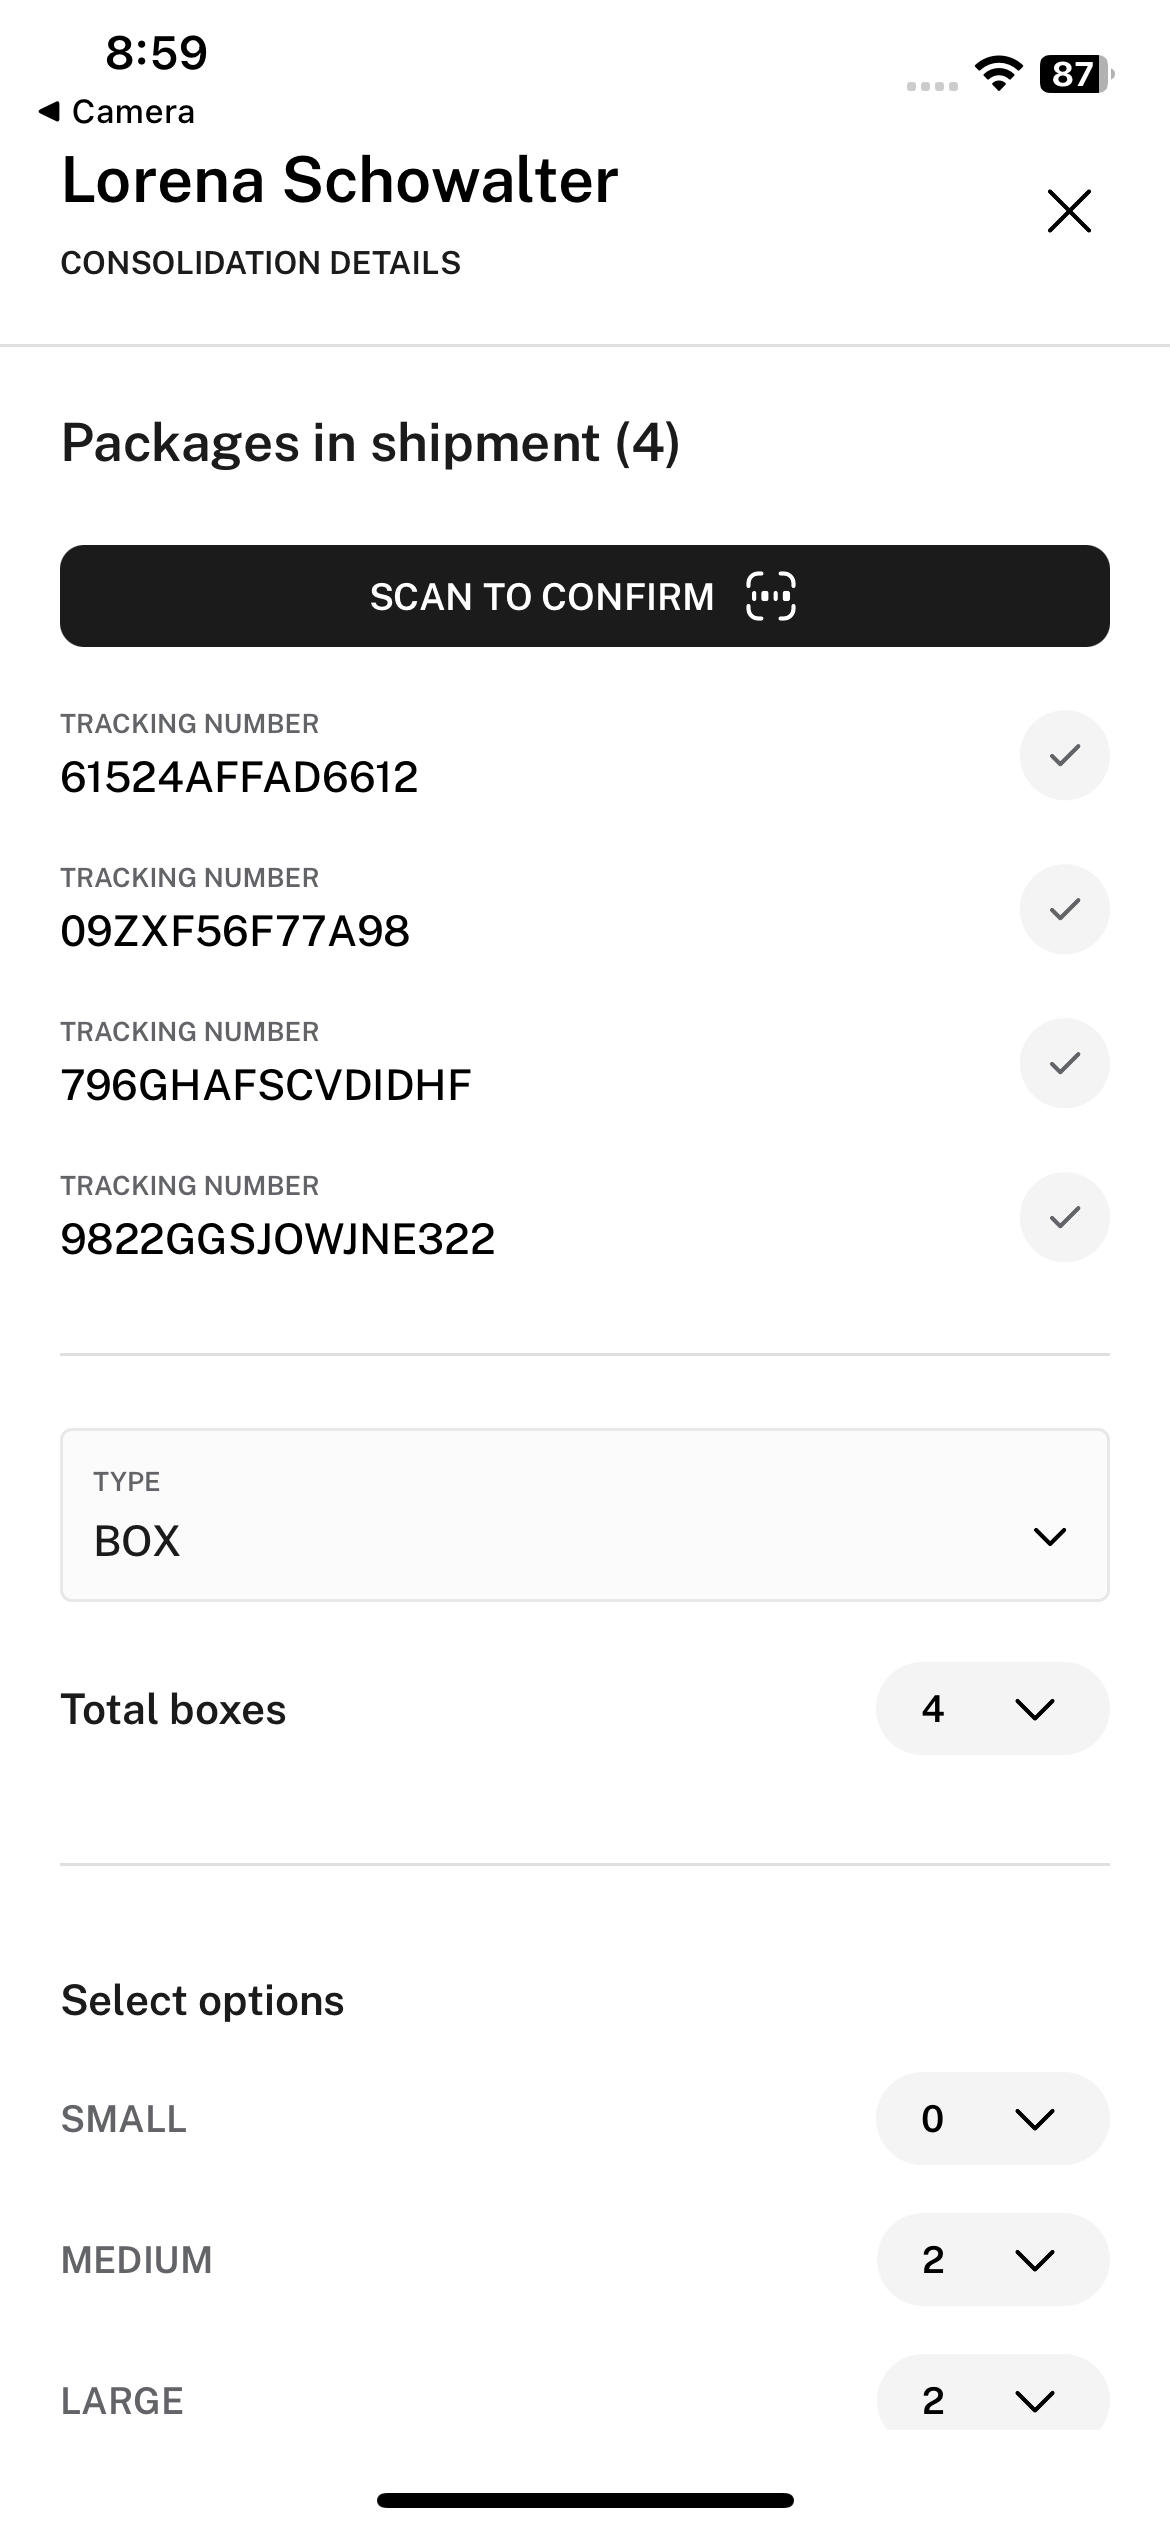 8:59
87
Camera
Lorena Schowalter
CONSOLIDATION DETAILS
Packages in shipment (4)
SCAN TO CONFIRM
TRACKING NUMBER
61524AFFAD6612
TRACKING NUMBER
09ZXF56F77A98
TRACKING NUMBER
796GHAFSCVDIDHF
TRACKING NUMBER
9822GGSJOWJNE322
TYPE
BOX
Total boxes 4
Select options
SMALL 0
MEDIUM 2
LARGE 2